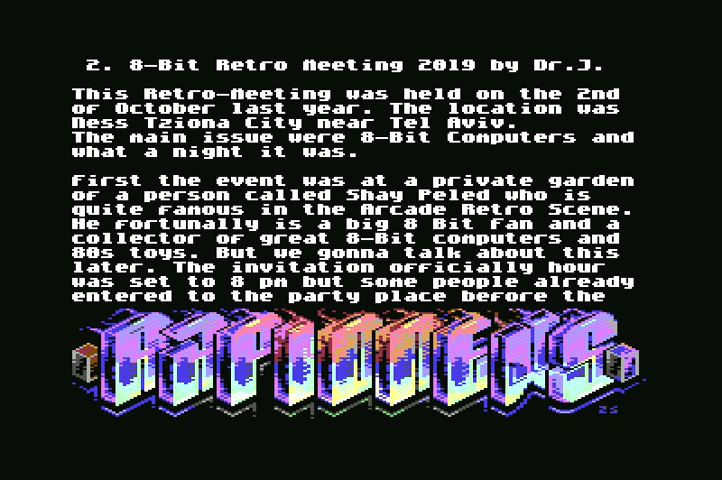 2. 8-Bit Retro Meeting 2019 by Dr.J.
This Retro-Meeting was held on the 2nd
of October last year. The location was
Ness Tziona City near Tel Aviv.
The main issue were 8-Bit Computers and
what a night it was.
First the event was at a private garden
of a person called Shay Peled who is
quite famous in the Arcade Retro Scene.
He fortunally is a big 8 Bit fan and a
collector of great 8-Bit computers and
80s toys. But we gonna talk about this
later. The invitation officially hour
was set to 8 pm but some people already
entered to the party place before the
RAPIDNEWS